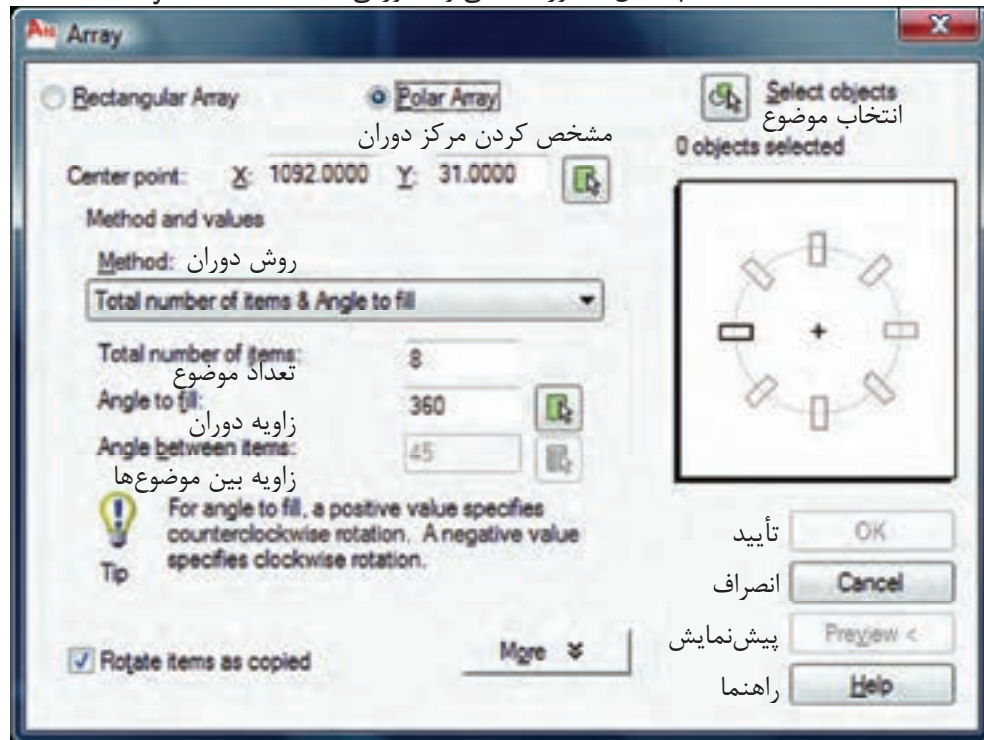 Array
Rectangular Array
Polar Array
Select objects
انتخاب موضوع
0 objects selected
مشخص کردن مرکز دوران
Center point: X: 1092.0000 Y: 31.0000
Method and values
Method: روش دوران
Total number of items & Angle to fill
Total number of items: 8
تعداد موضوع
Angle to fill: 360
زاویه دوران
Angle between items: 45
زاویه بین موضوع‌ها
For angle to fill, a positive value specifies
counterclockwise rotation. A negative value
specifies clockwise rotation.
Tip
Rotate items as copied
More
تأیید OK
انصراف Cancel
پیش‌نمایش Preview <
راهنما Help